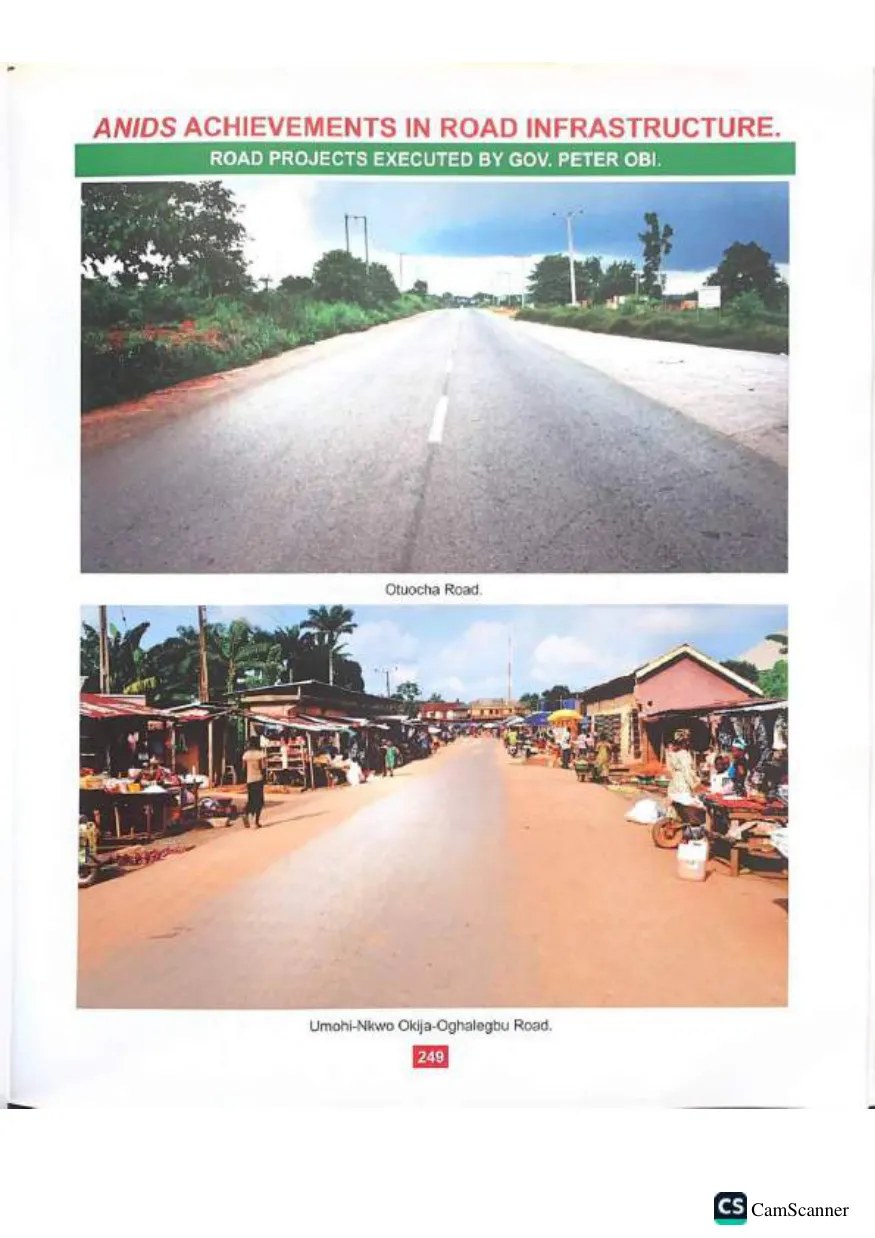 ANIDS ACHIEVEMENTS IN ROAD INFRASTRUCTURE.
ROAD PROJECTS EXECUTED BY GOV. PETER OBI.
Otuocha Road.
Umohi-Nkwo Okija-Oghalegbu Road.
249
CS CamScanner